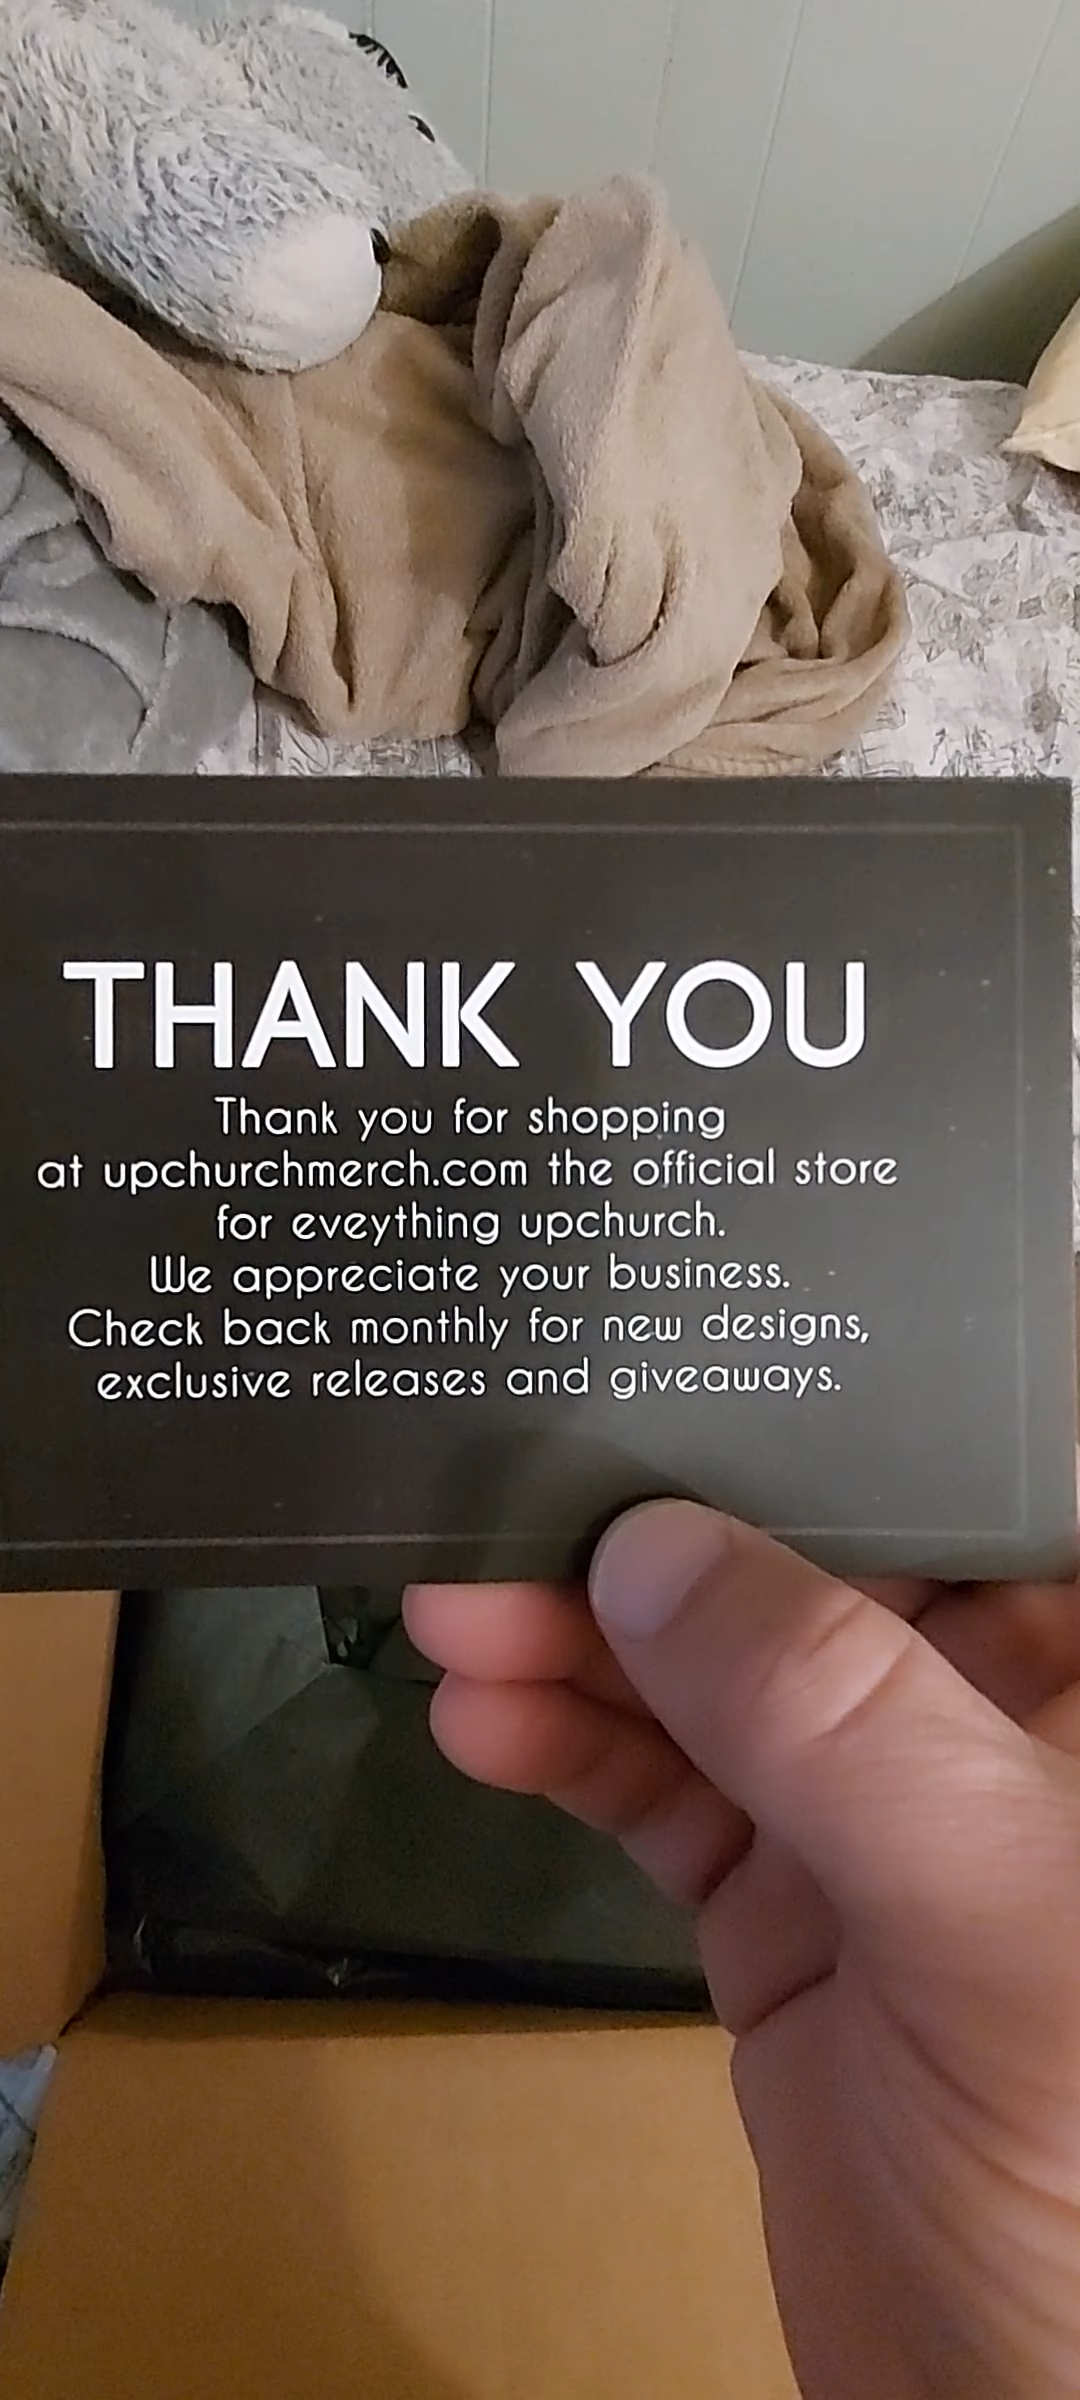 THANK YOU
Thank you for shopping
at upchurchmerch.com the official store
for eveything upchurch.
We appreciate your business.
Check back monthly for new designs,
exclusive releases and giveaways.